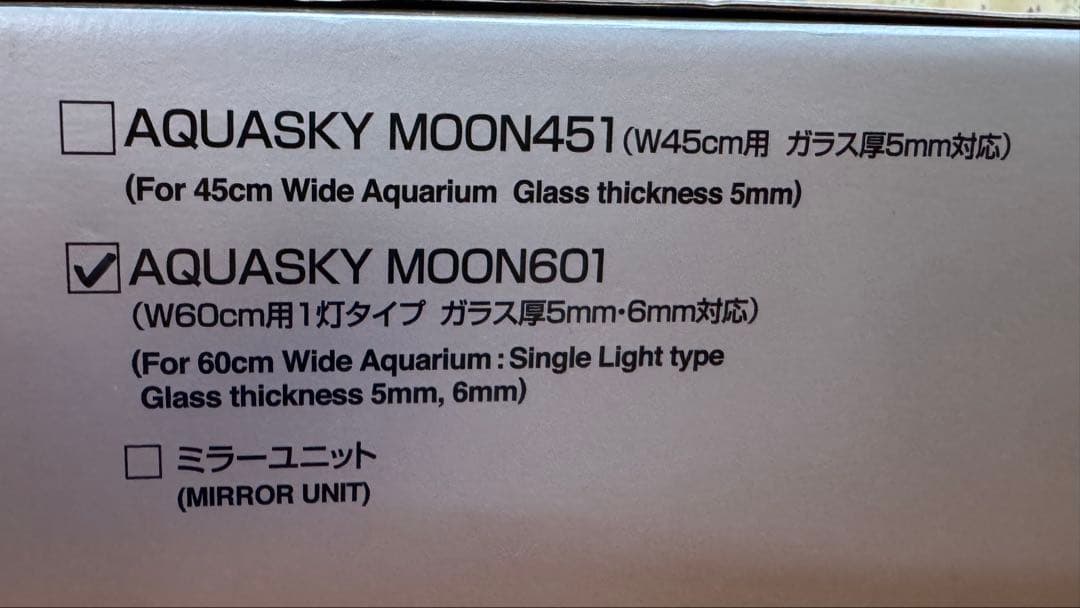 AQUASKY MOON451(W45cm用 ガラス厚5mm対応)
(For 45cm Wide Aquarium Glass thickness 5mm)
AQUASKY MOON601
(W60cm用1灯タイプ ガラス厚5mm・6mm対応)
(For 60cm Wide Aquarium:Single Light type
Glass thickness 5mm, 6mm)
ミラーユニット
(MIRROR UNIT)